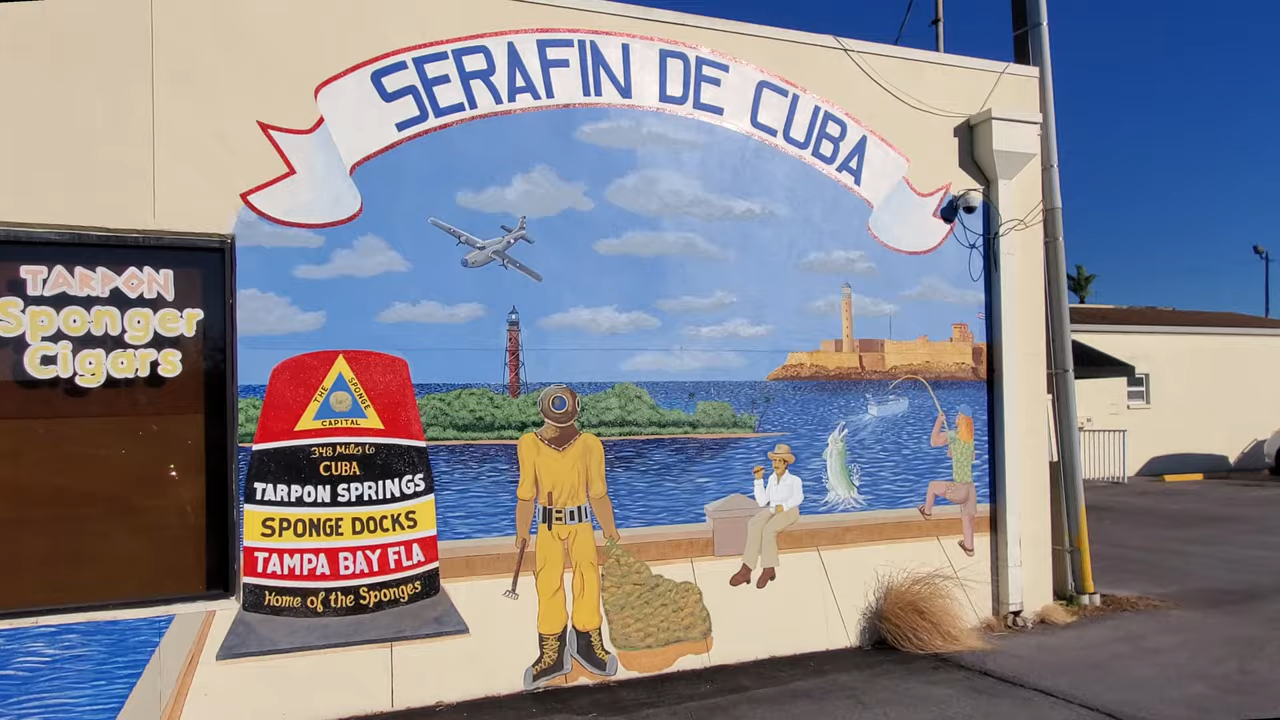 SERAFIN DE CUBA
TARPON
Sponger
Cigars
THE SPONGE
CAPITAL
348 Miles to
CUBA
TARPON SPRINGS
SPONGE DOCKS
TAMPA BAY FLA
Home of the Sponges